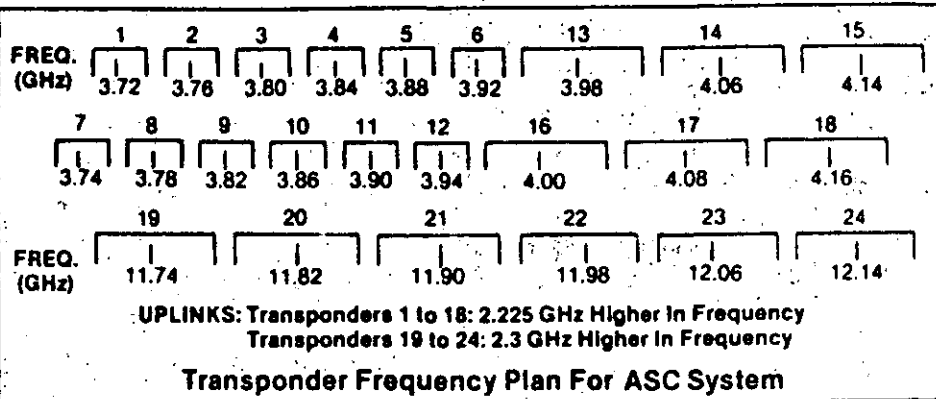 1 2 3 4 5 6 13 14 15
FREQ. (GHz) 3.72 3.76 3.80 3.84 3.88 3.92 3.98 4.06 4.14
7 8 9 10 11 12 16 17 18
3.74 3.78 3.82 3.86 3.90 3.94 4.00 4.08 4.16
19 20 21 22 23 24
FREQ. (GHz) 11.74 11.82 11.90 11.98 12.06 12.14
UPLINKS: Transponders 1 to 18: 2.225 GHz Higher In Frequency
Transponders 19 to 24: 2.3 GHz Higher In Frequency
Transponder Frequency Plan For ASC System